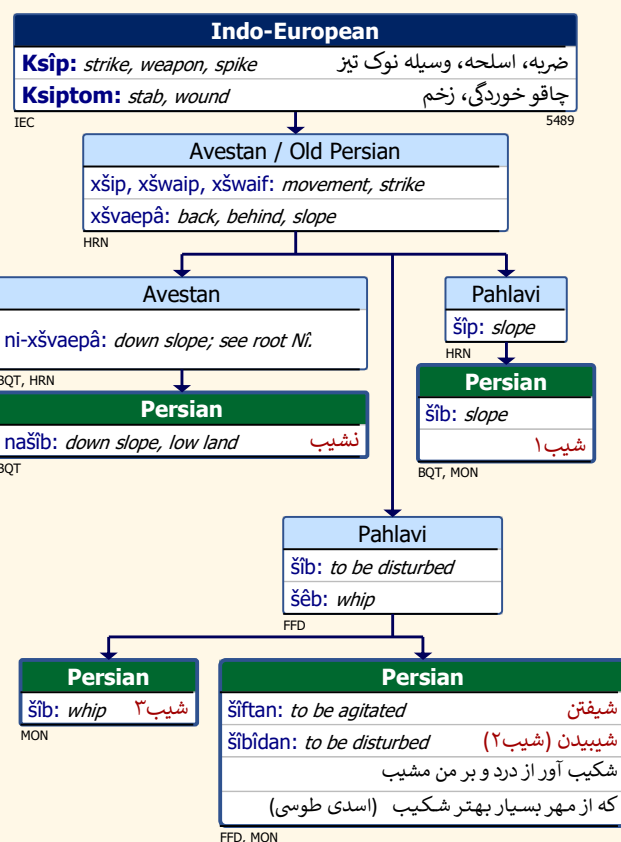 Indo-European
Ksîp: strike, weapon, spike ضربه، اسلحه، وسیله نوک تیز
Ksiptom: stab, wound چاقو خوردگی، زخم
IEC 5489
Avestan / Old Persian
xšip, xšwaip, xšwaif: movement, strike
xšvaepâ: back, behind, slope
HRN
Avestan
ni-xšvaepâ: down slope; see root Nî.
BQT, HRN
Persian
našîb: down slope, low land نشیب
BQT
Pahlavi
šîp: slope
HRN
Persian
šîb: slope
شیب۱
BQT, MON
Pahlavi
šîb: to be disturbed
šêb: whip
FFD
Persian
šîb: whip شیب۳
MON
Persian
šîftan: to be agitated شیفتن
šîbîdan: to be disturbed شیبیدن (شیب۲)
شکیب آور از درد و بر من مشیب
که از مهر بسیار بهتر شکیب (اسدی طوسی)
FFD, MON